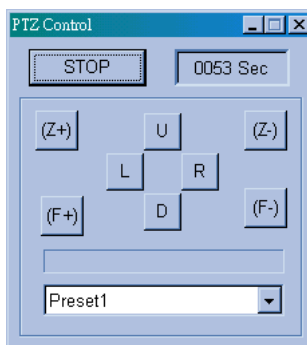 PTZ Control
STOP 0053 Sec
(Z+) U (Z-)
L R
(F+) D (F-)
Preset1